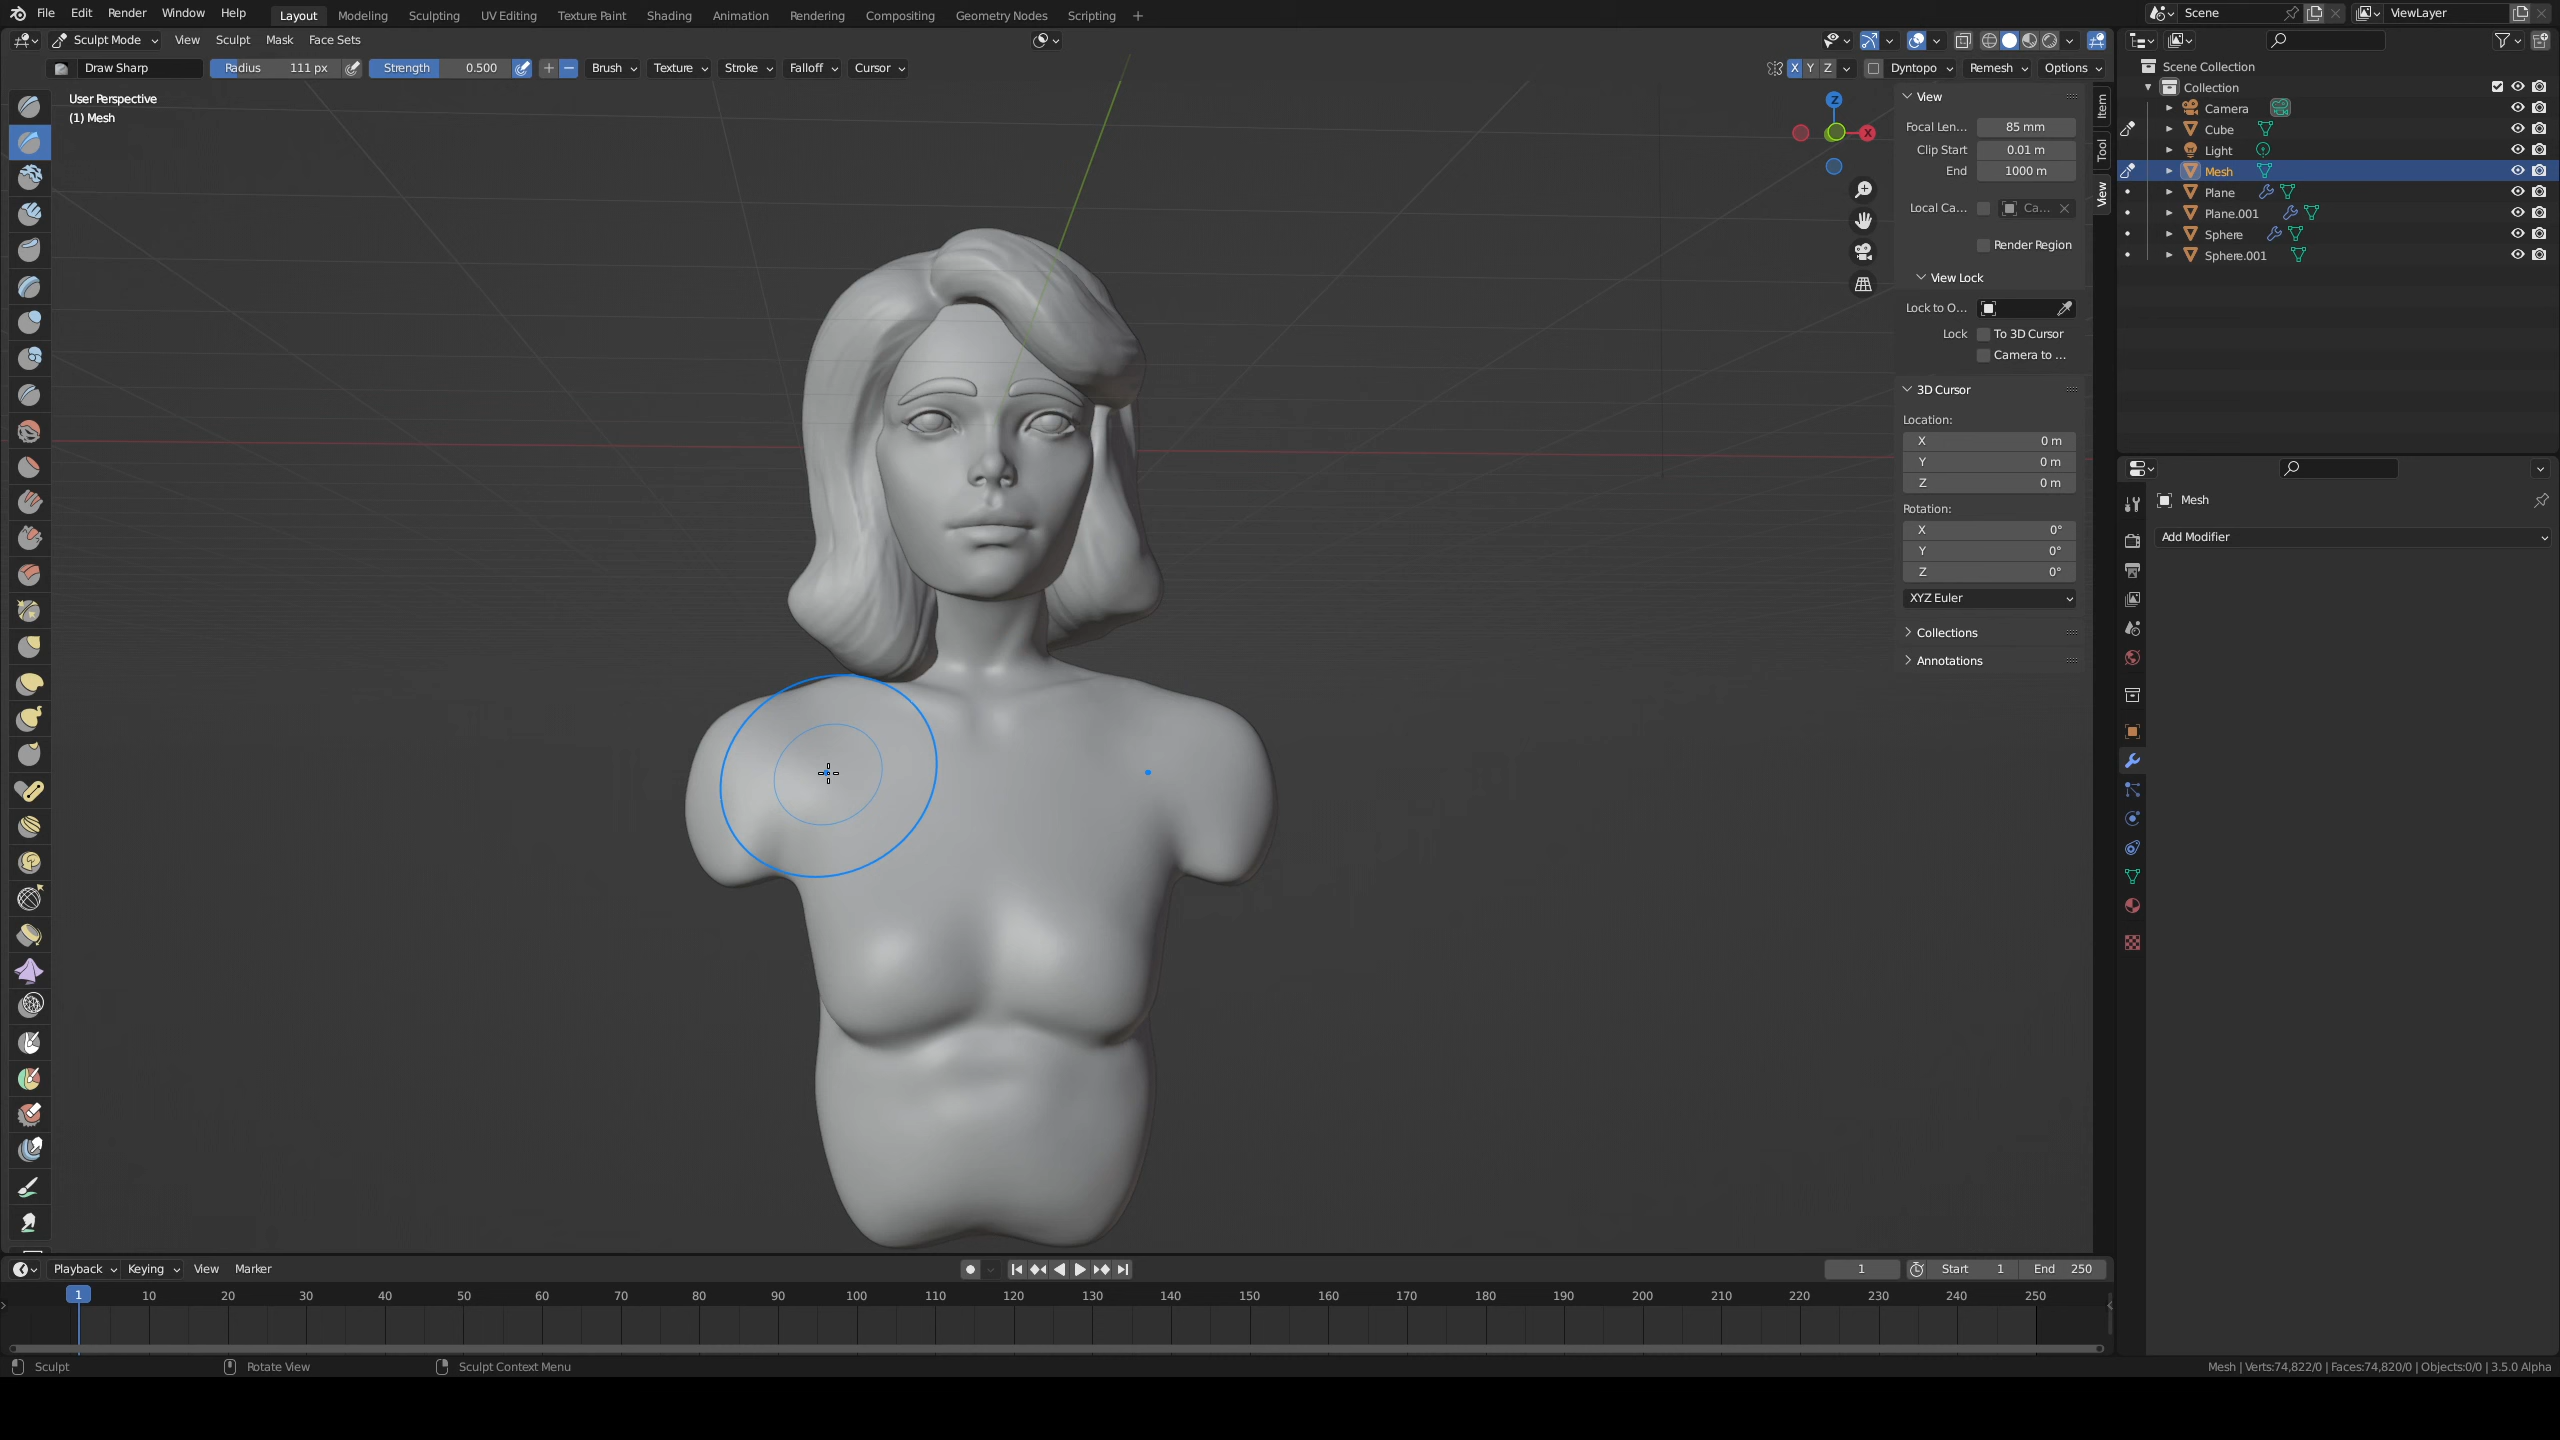 File Edit Render Window Help Layout Modeling Sculpting UV Editing Texture Paint Shading Animation Rendering Compositing Geometry Nodes Scripting + Scene ViewLayer
Sculpt Mode View Sculpt Mask Face Sets
Draw Sharp Radius 111 px Strength 0.500 Brush Texture Stroke Falloff Cursor X Y Z Dyntopo Remesh Options
User Perspective
(1) Mesh
Z
X
View
Focal Len... 85 mm
Clip Start 0.01 m
End 1000 m
Local Ca... Ca...
Render Region
View Lock
Lock to O...
Lock To 3D Cursor
Camera to ...
3D Cursor
Location:
X 0 m
Y 0 m
Z 0 m
Rotation:
X 0°
Y 0°
Z 0°
XYZ Euler
Collections
Annotations
Item
Tool
View
Scene Collection
Collection
Camera
Cube
Light
Mesh
Plane
Plane.001
Sphere
Sphere.001
Mesh
Add Modifier
Playback Keying View Marker 1 Start 1 End 250
1 10 20 30 40 50 60 70 80 90 100 110 120 130 140 150 160 170 180 190 200 210 220 230 240 250
Sculpt Rotate View Sculpt Context Menu Mesh | Verts:74,822/0 | Faces:74,820/0 | Objects:0/0 | 3.5.0 Alpha